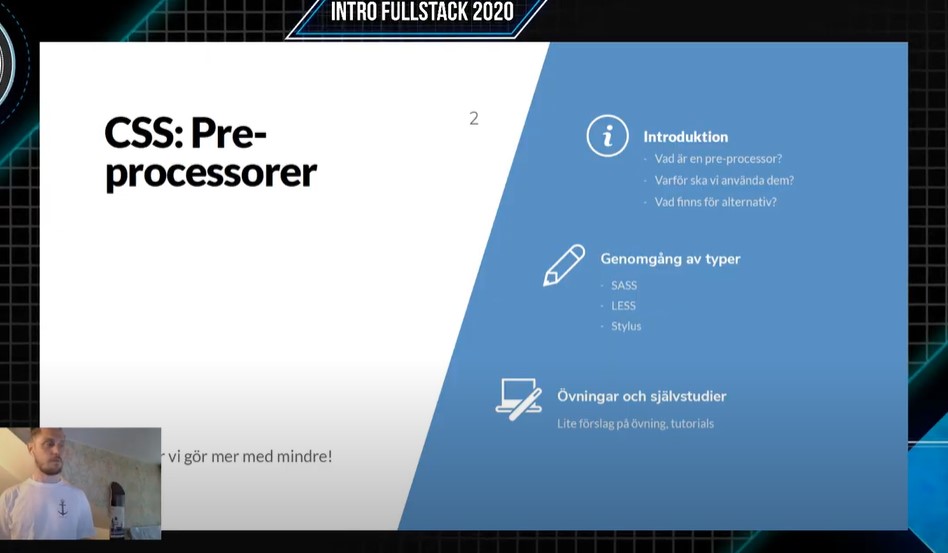 INTRO FULLSTACK 2020
CSS: Pre-
processorer
2
vi gör mer med mindre!
Introduktion
- Vad är en pre-processor?
- Varför ska vi använda dem?
- Vad finns för alternativ?
Genomgång av typer
- SASS
- LESS
- Stylus
Övningar och självstudier
Lite förslag på övning, tutorials